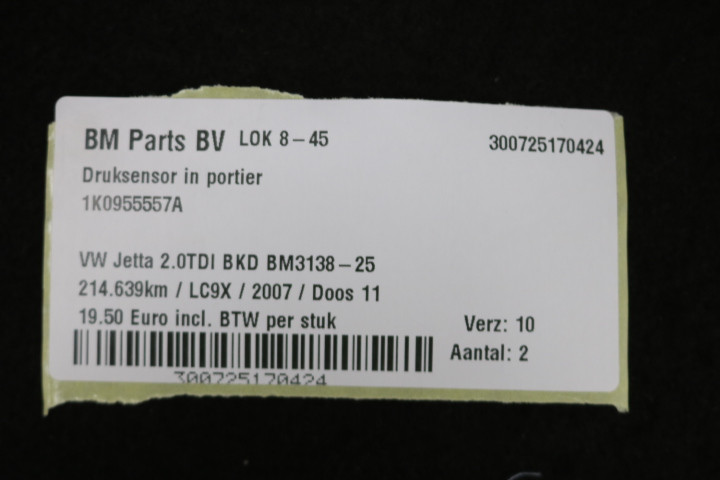 BM Parts BV LOK 8-45 300725170424
Druksensor in portier
1K0955557A
VW Jetta 2.0TDI BKD BM3138-25
214.639km / LC9X / 2007 / Doos 11
19.50 Euro incl. BTW per stuk Verz: 10
Aantal: 2
300725170424